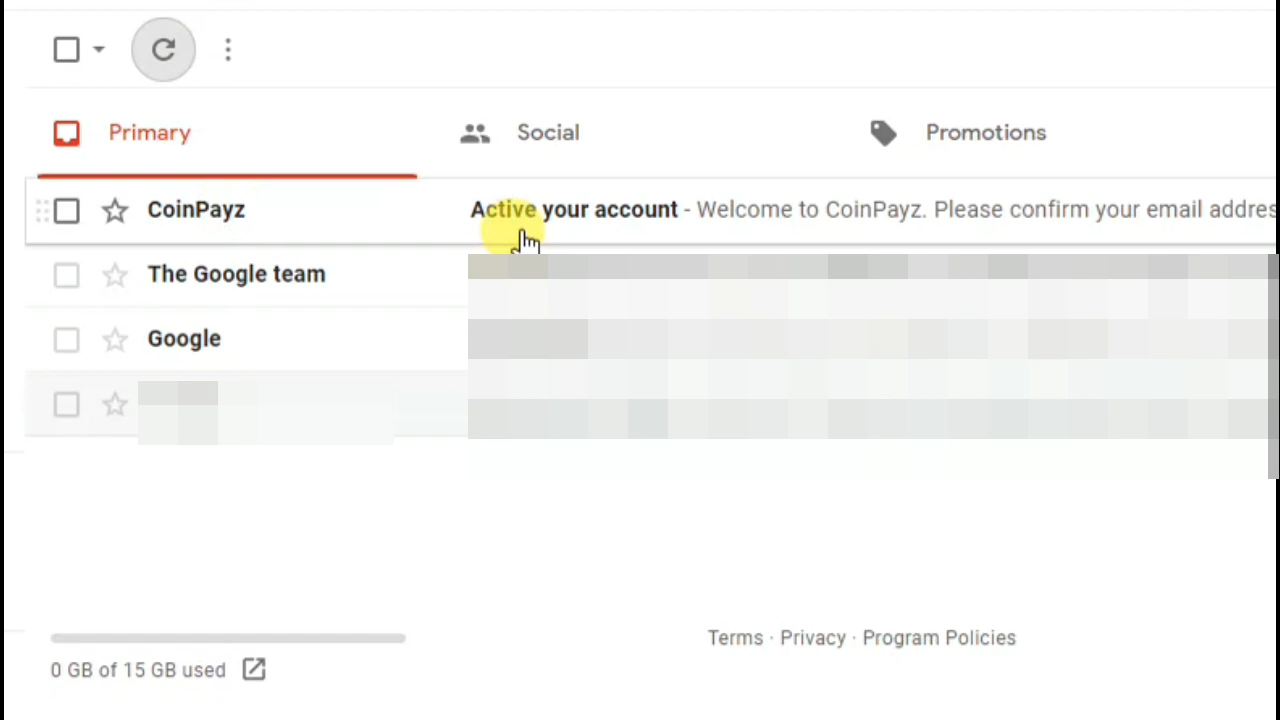 Primary Social Promotions
CoinPayz Active your account - Welcome to CoinPayz. Please confirm your email addres
The Google team
Google
Terms · Privacy · Program Policies
0 GB of 15 GB used